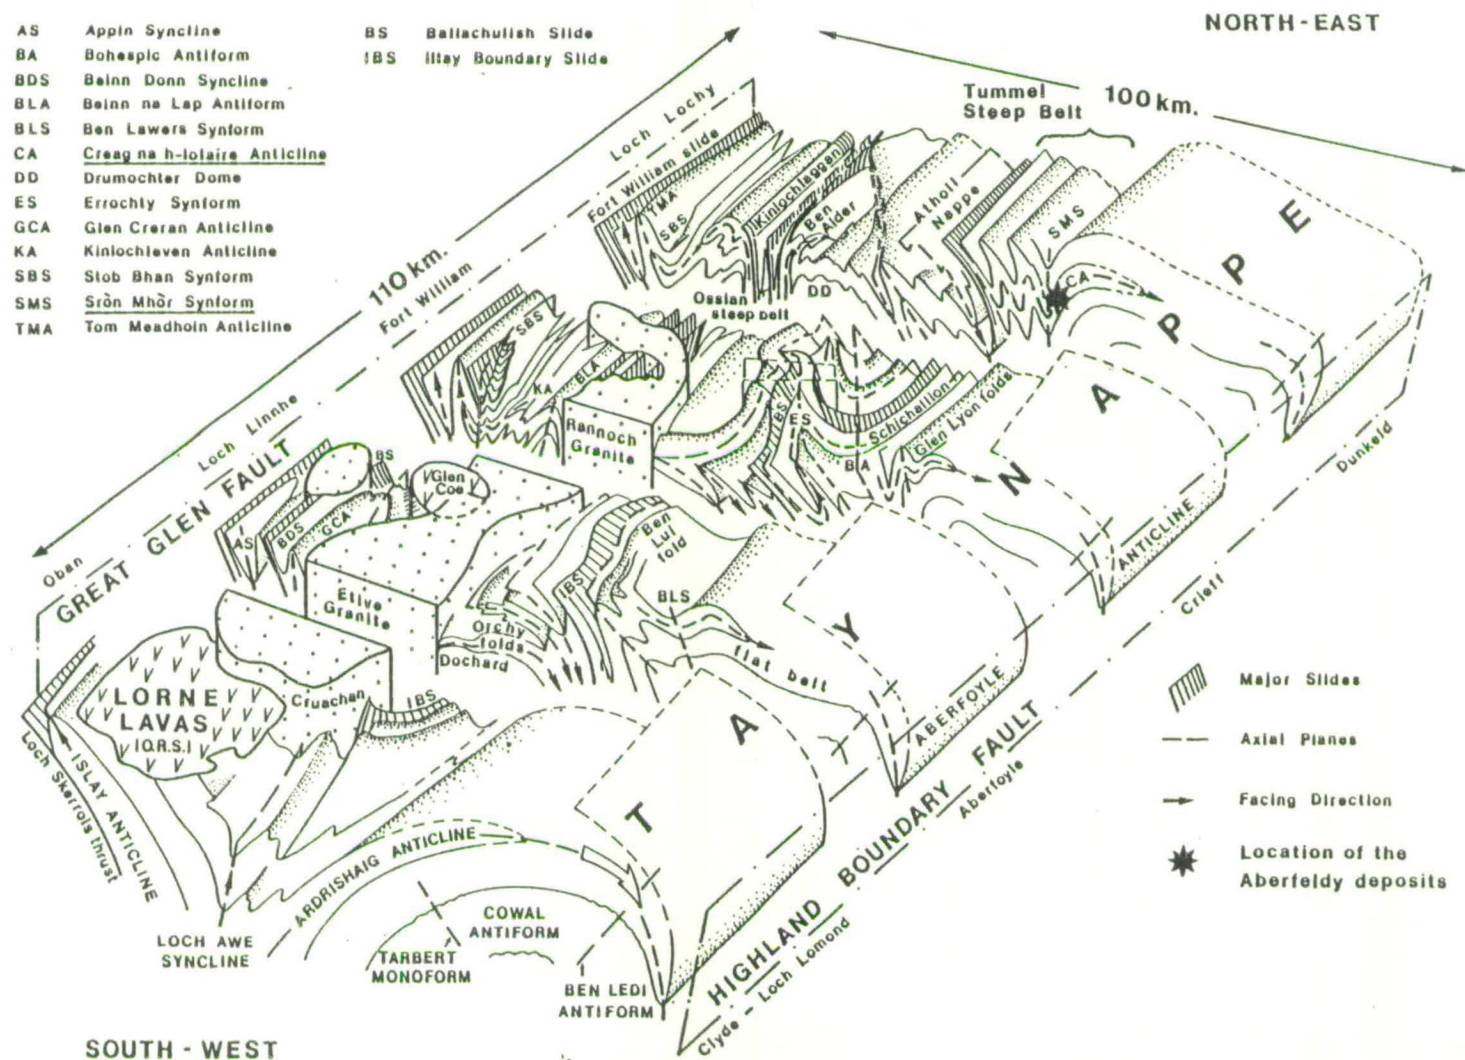 NORTH - EAST
AS Appin Syncline
BA Bohespic Antiform
BDS Beinn Donn Syncline
BLA Beinn na Lap Antiform
BLS Ben Lawers Synform
CA Creag na h-Iolaire Anticline
DD Drumochter Dome
ES Errochty Synform
GCA Glen Creran Anticline
KA Kinlochleven Anticline
SBS Stob Bhan Synform
SMS Sròn Mhòr Synform
TMA Tom Meadhoin Anticline
BS Ballachulish Slide
IBS Iltay Boundary Slide
110 km.
100 km.
Tummel
Steep Belt
Loch Lochy
Fort William slide
Fort William
Loch Linnhe
Oban
GREAT GLEN FAULT
TMA
SBS
Kinlochlaggan
Ben
Alder
Atholl
Nappe
SMS
CA
Ossian
steep belt
DD
SBS
KA
BLA
Rannoch
Granite
BS
ES
BA
Schichallion
Glen Lyon folds
BS
Glen
Coe
AS
BDS
GCA
Etive
Granite
Orchy
folds
Dochard
IBS
Ben
Lui
fold
BLS
flat belt
Cruachan
IBS
LORNE
LAVAS
(O.R.S.)
Loch Skerrols thrust
ISLAY ANTICLINE
ARDRISHAIG ANTICLINE
LOCH AWE
SYNCLINE
TARBERT
MONOFORM
COWAL
ANTIFORM
BEN LEDI
ANTIFORM
T A Y N A P P E
ABERFOYLE
ANTICLINE
HIGHLAND BOUNDARY FAULT
Clyde - Loch Lomond
Aberfoyle
Crieff
Dunkeld
Major Slides
Axial Planes
Facing Direction
Location of the
Aberfeldy deposits
SOUTH - WEST